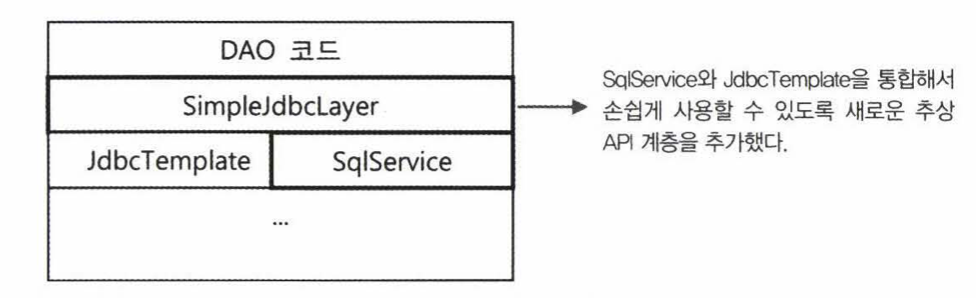 DAO 코드
SimpleJdbcLayer
JdbcTemplate SqlService
...
SqlService와 JdbcTemplate을 통합해서
손쉽게 사용할 수 있도록 새로운 추상
API 계층을 추가했다.